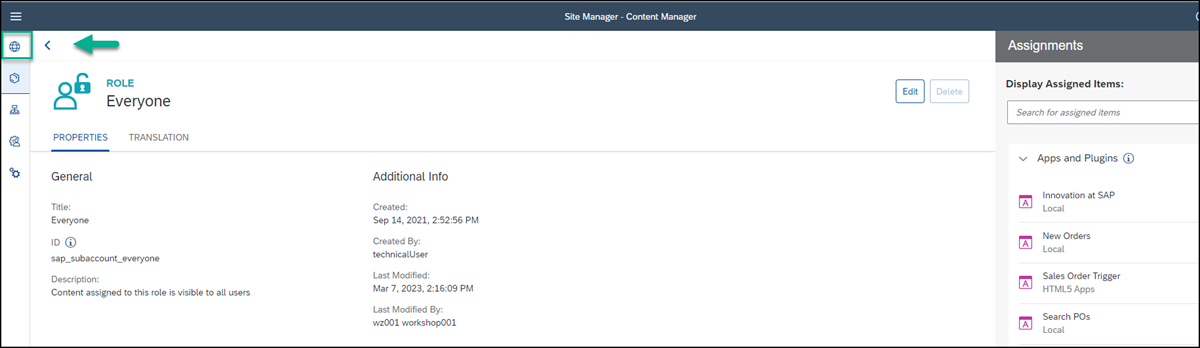 Site Manager - Content Manager
ROLE
Everyone
Edit
Delete
PROPERTIES
TRANSLATION
General
Title:
Everyone
ID
sap_subaccount_everyone
Description:
Content assigned to this role is visible to all users
Additional Info
Created:
Sep 14, 2021, 2:52:56 PM
Created By:
technicalUser
Last Modified:
Mar 7, 2023, 2:16:09 PM
Last Modified By:
wz001 workshop001
Assignments
Display Assigned Items:
Search for assigned items
Apps and Plugins
A Innovation at SAP
Local
A New Orders
Local
A Sales Order Trigger
HTML5 Apps
A Search POs
Local